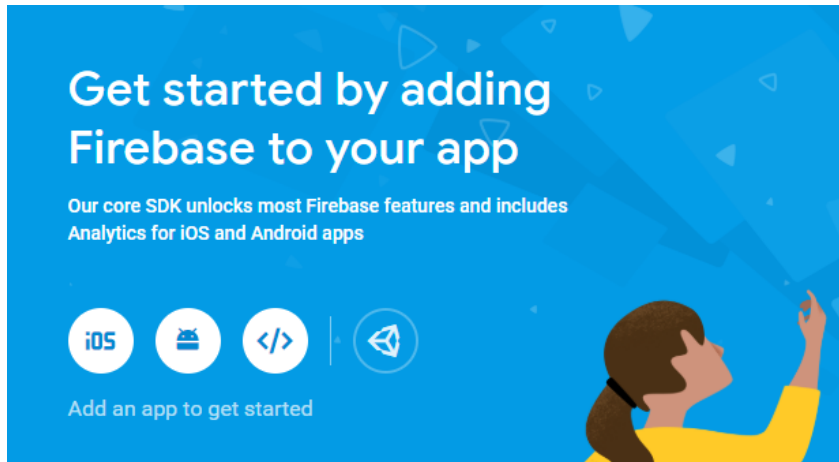 Get started by adding
Firebase to your app
Our core SDK unlocks most Firebase features and includes
Analytics for iOS and Android apps
iOS
</>
Add an app to get started